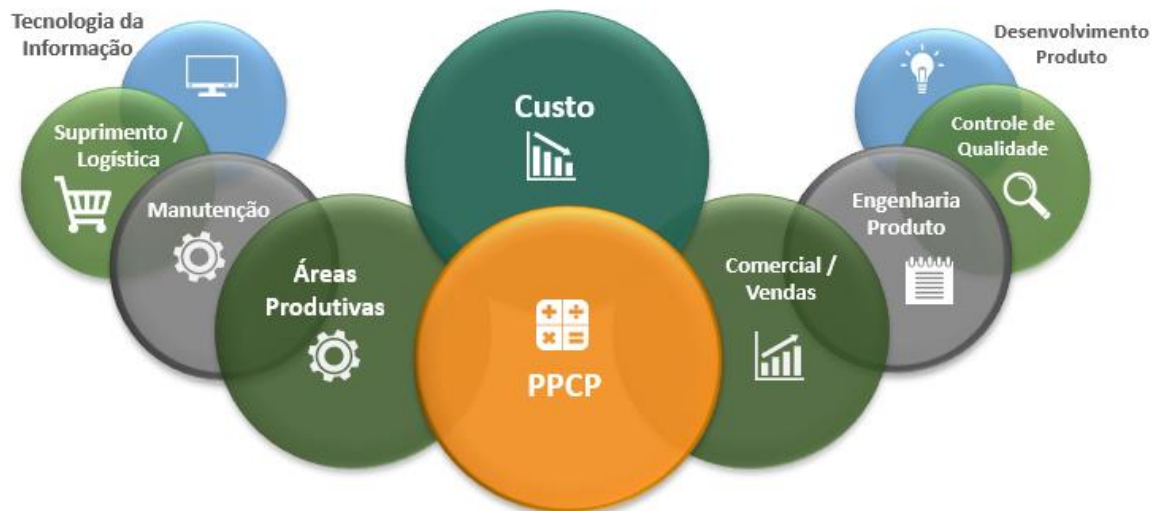 Tecnologia da
Informação
Suprimento /
Logística
Manutenção
Áreas
Produtivas
Custo
PPCP
Comercial /
Vendas
Engenharia
Produto
Controle de
Qualidade
Desenvolvimento
Produto